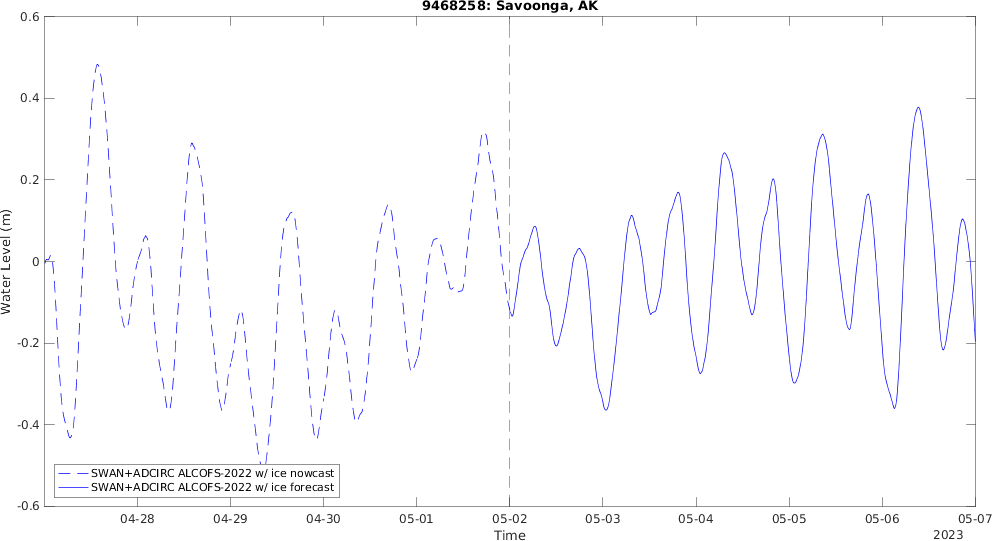 9468258: Savoonga, AK
0.6
0.4
0.2
0
-0.2
-0.4
-0.6
Water Level (m)
SWAN+ADCIRC ALCOFS-2022 w/ ice nowcast
SWAN+ADCIRC ALCOFS-2022 w/ ice forecast
04-28 04-29 04-30 05-01 05-02 05-03 05-04 05-05 05-06 05-07
Time
2023